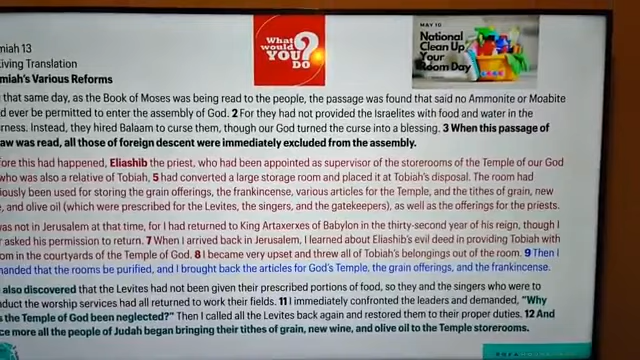 What
would
YOU
DO
?
MAY 10
National
Clean Up
Your
Room Day
miah 13
iving Translation
miah's Various Reforms
that same day, as the Book of Moses was being read to the people, the passage was found that said no Ammonite or Moabite
d ever be permitted to enter the assembly of God. 2 For they had not provided the Israelites with food and water in the
rness. Instead, they hired Balaam to curse them, though our God turned the curse into a blessing. 3 When this passage of
aw was read, all those of foreign descent were immediately excluded from the assembly.
fore this had happened, Eliashib the priest, who had been appointed as supervisor of the storerooms of the Temple of our God
who was also a relative of Tobiah, 5 had converted a large storage room and placed it at Tobiah's disposal. The room had
iously been used for storing the grain offerings, the frankincense, various articles for the Temple, and the tithes of grain, new
, and olive oil (which were prescribed for the Levites, the singers, and the gatekeepers), as well as the offerings for the priests.
was not in Jerusalem at that time, for I had returned to King Artaxerxes of Babylon in the thirty-second year of his reign, though I
r asked his permission to return. 7 When I arrived back in Jerusalem, I learned about Eliashib's evil deed in providing Tobiah with
om in the courtyards of the Temple of God. 8 I became very upset and threw all of Tobiah's belongings out of the room. 9 Then I
manded that the rooms be purified, and I brought back the articles for God's Temple, the grain offerings, and the frankincense.
also discovered that the Levites had not been given their prescribed portions of food, so they and the singers who were to
nduct the worship services had all returned to work their fields. 11 I immediately confronted the leaders and demanded, "Why
s the Temple of God been neglected?" Then I called all the Levites back again and restored them to their proper duties. 12 And
ce more all the people of Judah began bringing their tithes of grain, new wine, and olive oil to the Temple storerooms.